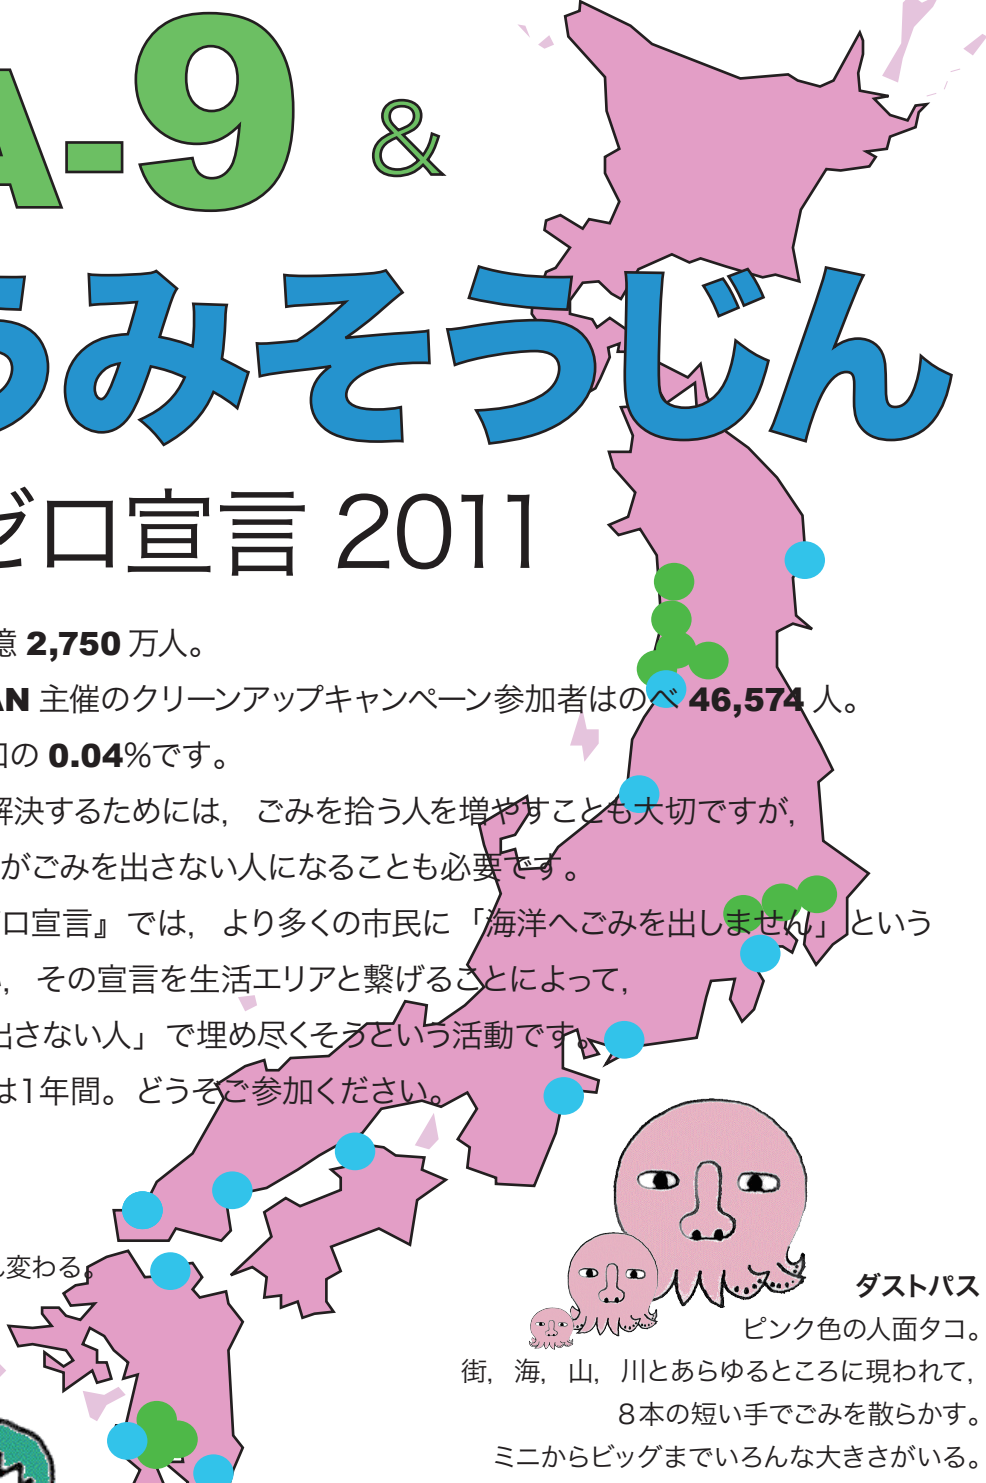 A-9 &
うみそうじん
ゼロ宣言 2011
億 2,750 万人。
AN 主催のクリーンアップキャンペーン参加者はのべ 46,574 人。
口の 0.04%です。
解決するためには, ごみを拾う人を増やすことも大切ですが,
がごみを出さない人になることも必要です。
ロ宣言』 では, より多くの市民に 「海洋へごみを出しません」という
, その宣言を生活エリアと繋げることによって,
出さない人」 で埋め尽くそうという活動です。
は1年間。 どうぞご参加ください。
ん変わる。
ダストパス
ピンク色の人面タコ。
街, 海, 山, 川とあらゆるところに現われて,
8本の短い手でごみを散らかす。
ミニからビッグまでいろんな大きさがいる。